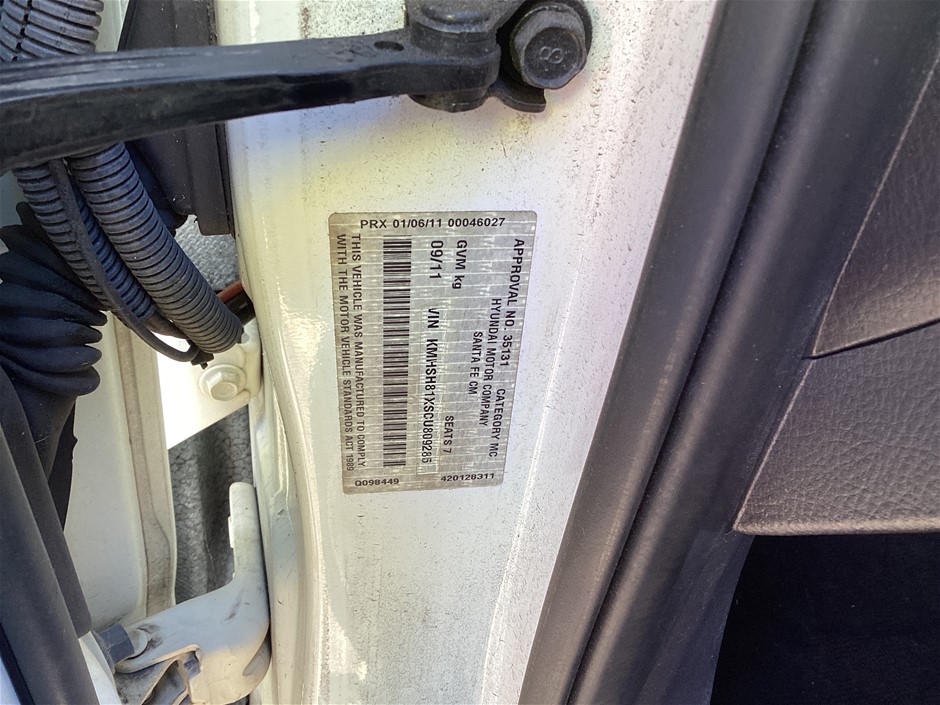 8
PRX 01/06/11 00046027
APPROVAL NO. 35131 CATEGORY MC
HYUNDAI MOTOR COMPANY
SANTA FE CM
GVM kg SEATS 7
09/11 VIN KMHSH81XSCU809285
THIS VEHICLE WAS MANUFACTURED TO COMPLY
WITH THE MOTOR VEHICLE STANDARDS ACT 1989
420128311
Q098449